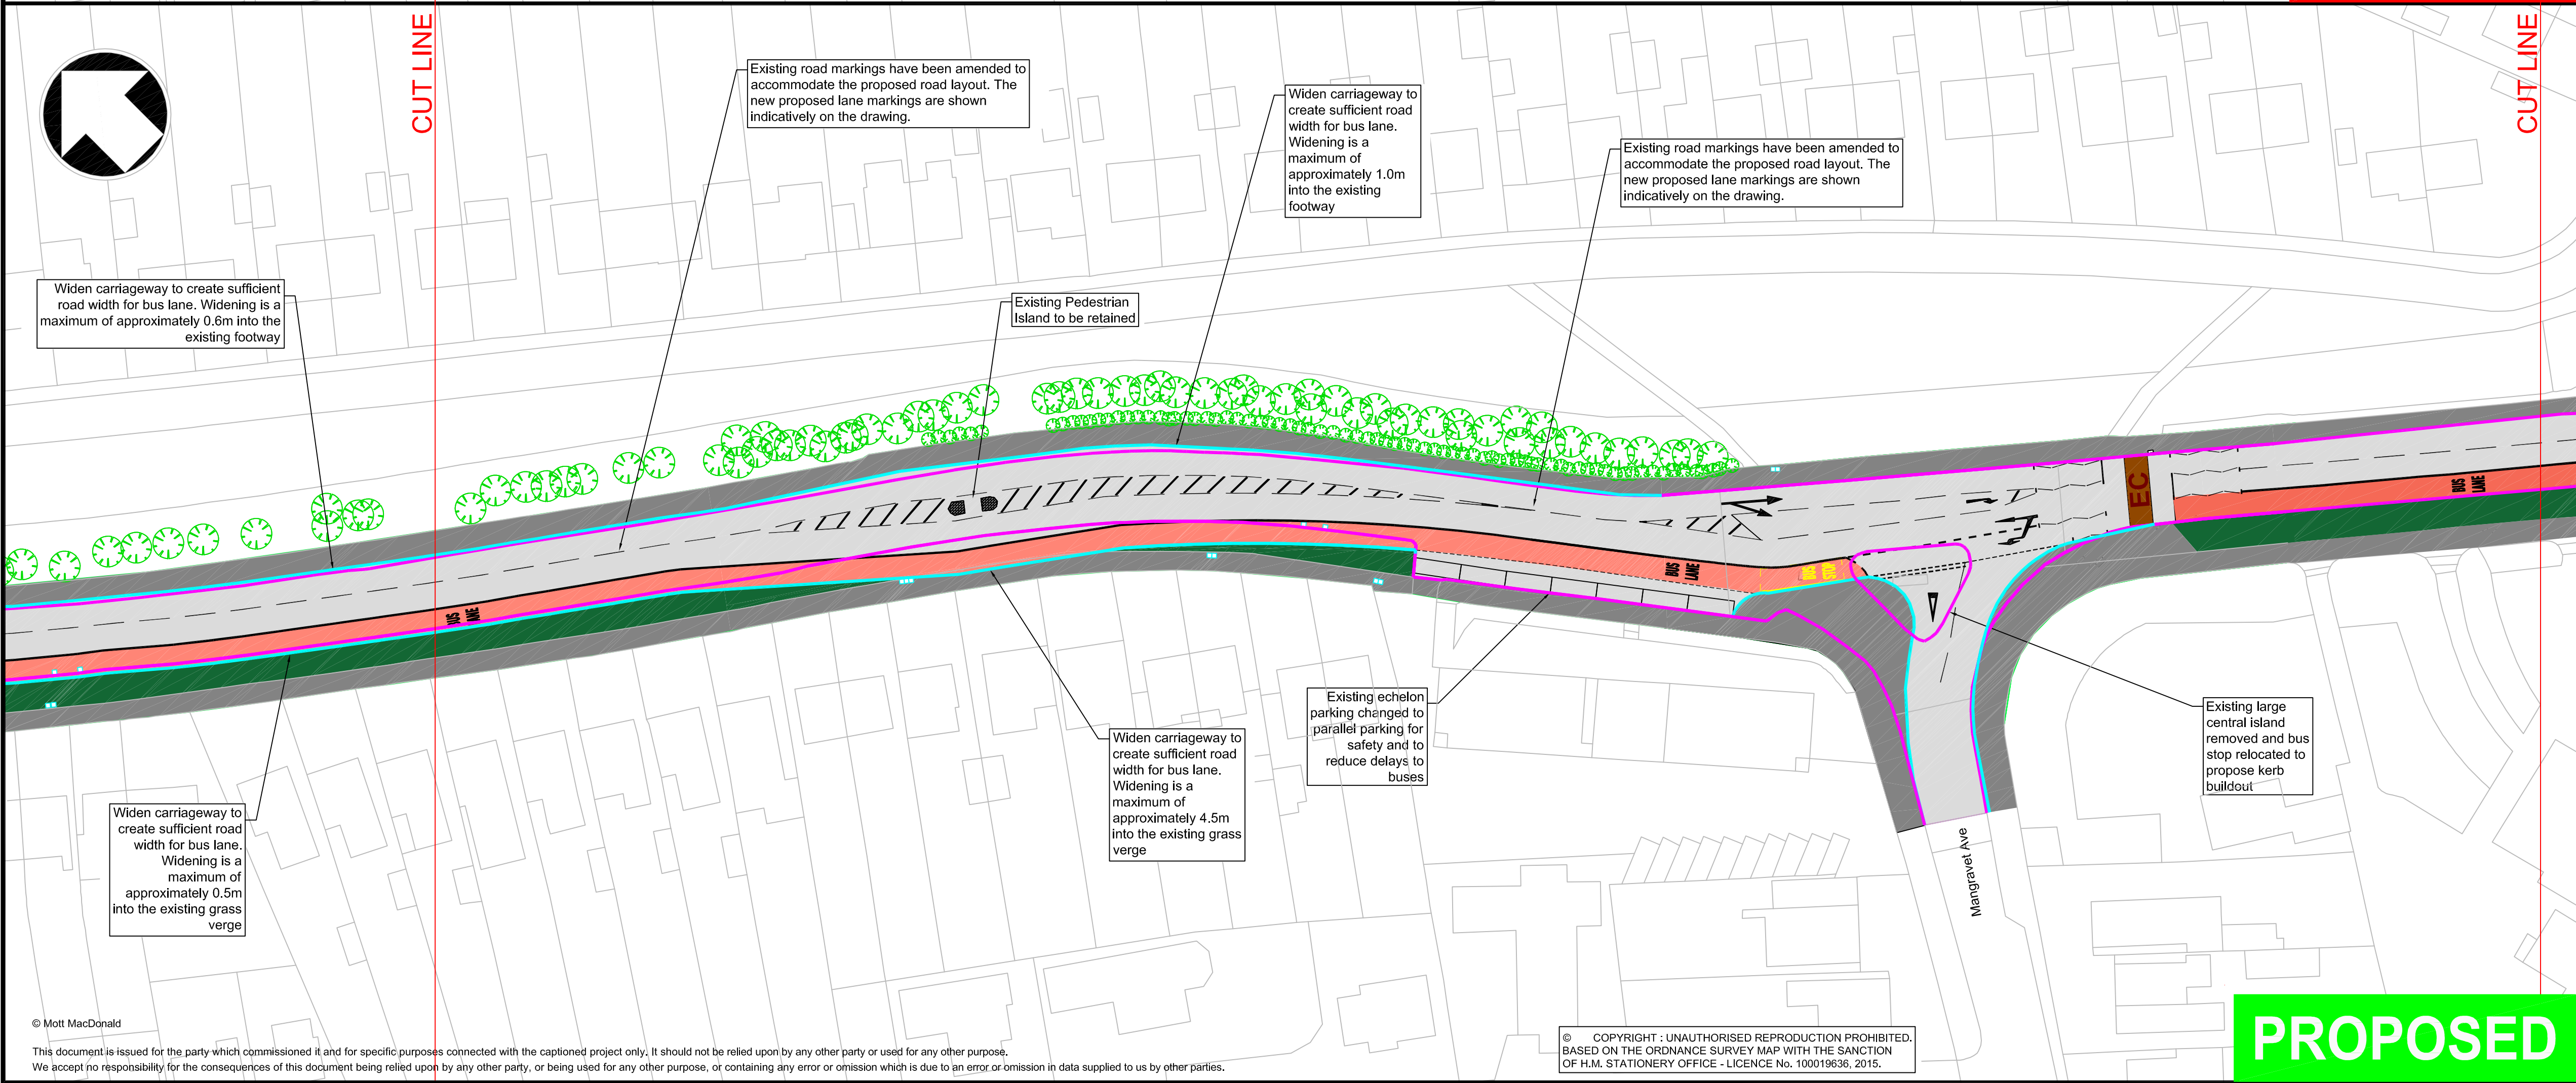 CUT LINE
CUT LINE
Existing road markings have been amended to
accommodate the proposed road layout. The
new proposed lane markings are shown
indicatively on the drawing.
Widen carriageway to
create sufficient road
width for bus lane.
Widening is a
maximum of
approximately 1.0m
into the existing
footway
Existing road markings have been amended to
accommodate the proposed road layout. The
new proposed lane markings are shown
indicatively on the drawing.
Widen carriageway to create sufficient
road width for bus lane. Widening is a
maximum of approximately 0.6m into the
existing footway
Existing Pedestrian
Island to be retained
EC
BUS
LANE
BUS
LANE
BUS
STOP
BUS
LANE
Existing echelon
parking changed to
parallel parking for
safety and to
reduce delays to
buses
Existing large
central island
removed and bus
stop relocated to
propose kerb
buildout
Widen carriageway to
create sufficient road
width for bus lane.
Widening is a
maximum of
approximately 4.5m
into the existing grass
verge
Widen carriageway to
create sufficient road
width for bus lane.
Widening is a
maximum of
approximately 0.5m
into the existing grass
verge
Mangravet Ave
© Mott MacDonald
This document is issued for the party which commissioned it and for specific purposes connected with the captioned project only. It should not be relied upon by any other party or used for any other purpose.
We accept no responsibility for the consequences of this document being relied upon by any other party, or being used for any other purpose, or containing any error or omission which is due to an error or omission in data supplied to us by other parties.
© COPYRIGHT : UNAUTHORISED REPRODUCTION PROHIBITED.
BASED ON THE ORDNANCE SURVEY MAP WITH THE SANCTION
OF H.M. STATIONERY OFFICE - LICENCE No. 100019636, 2015.
PROPOSED